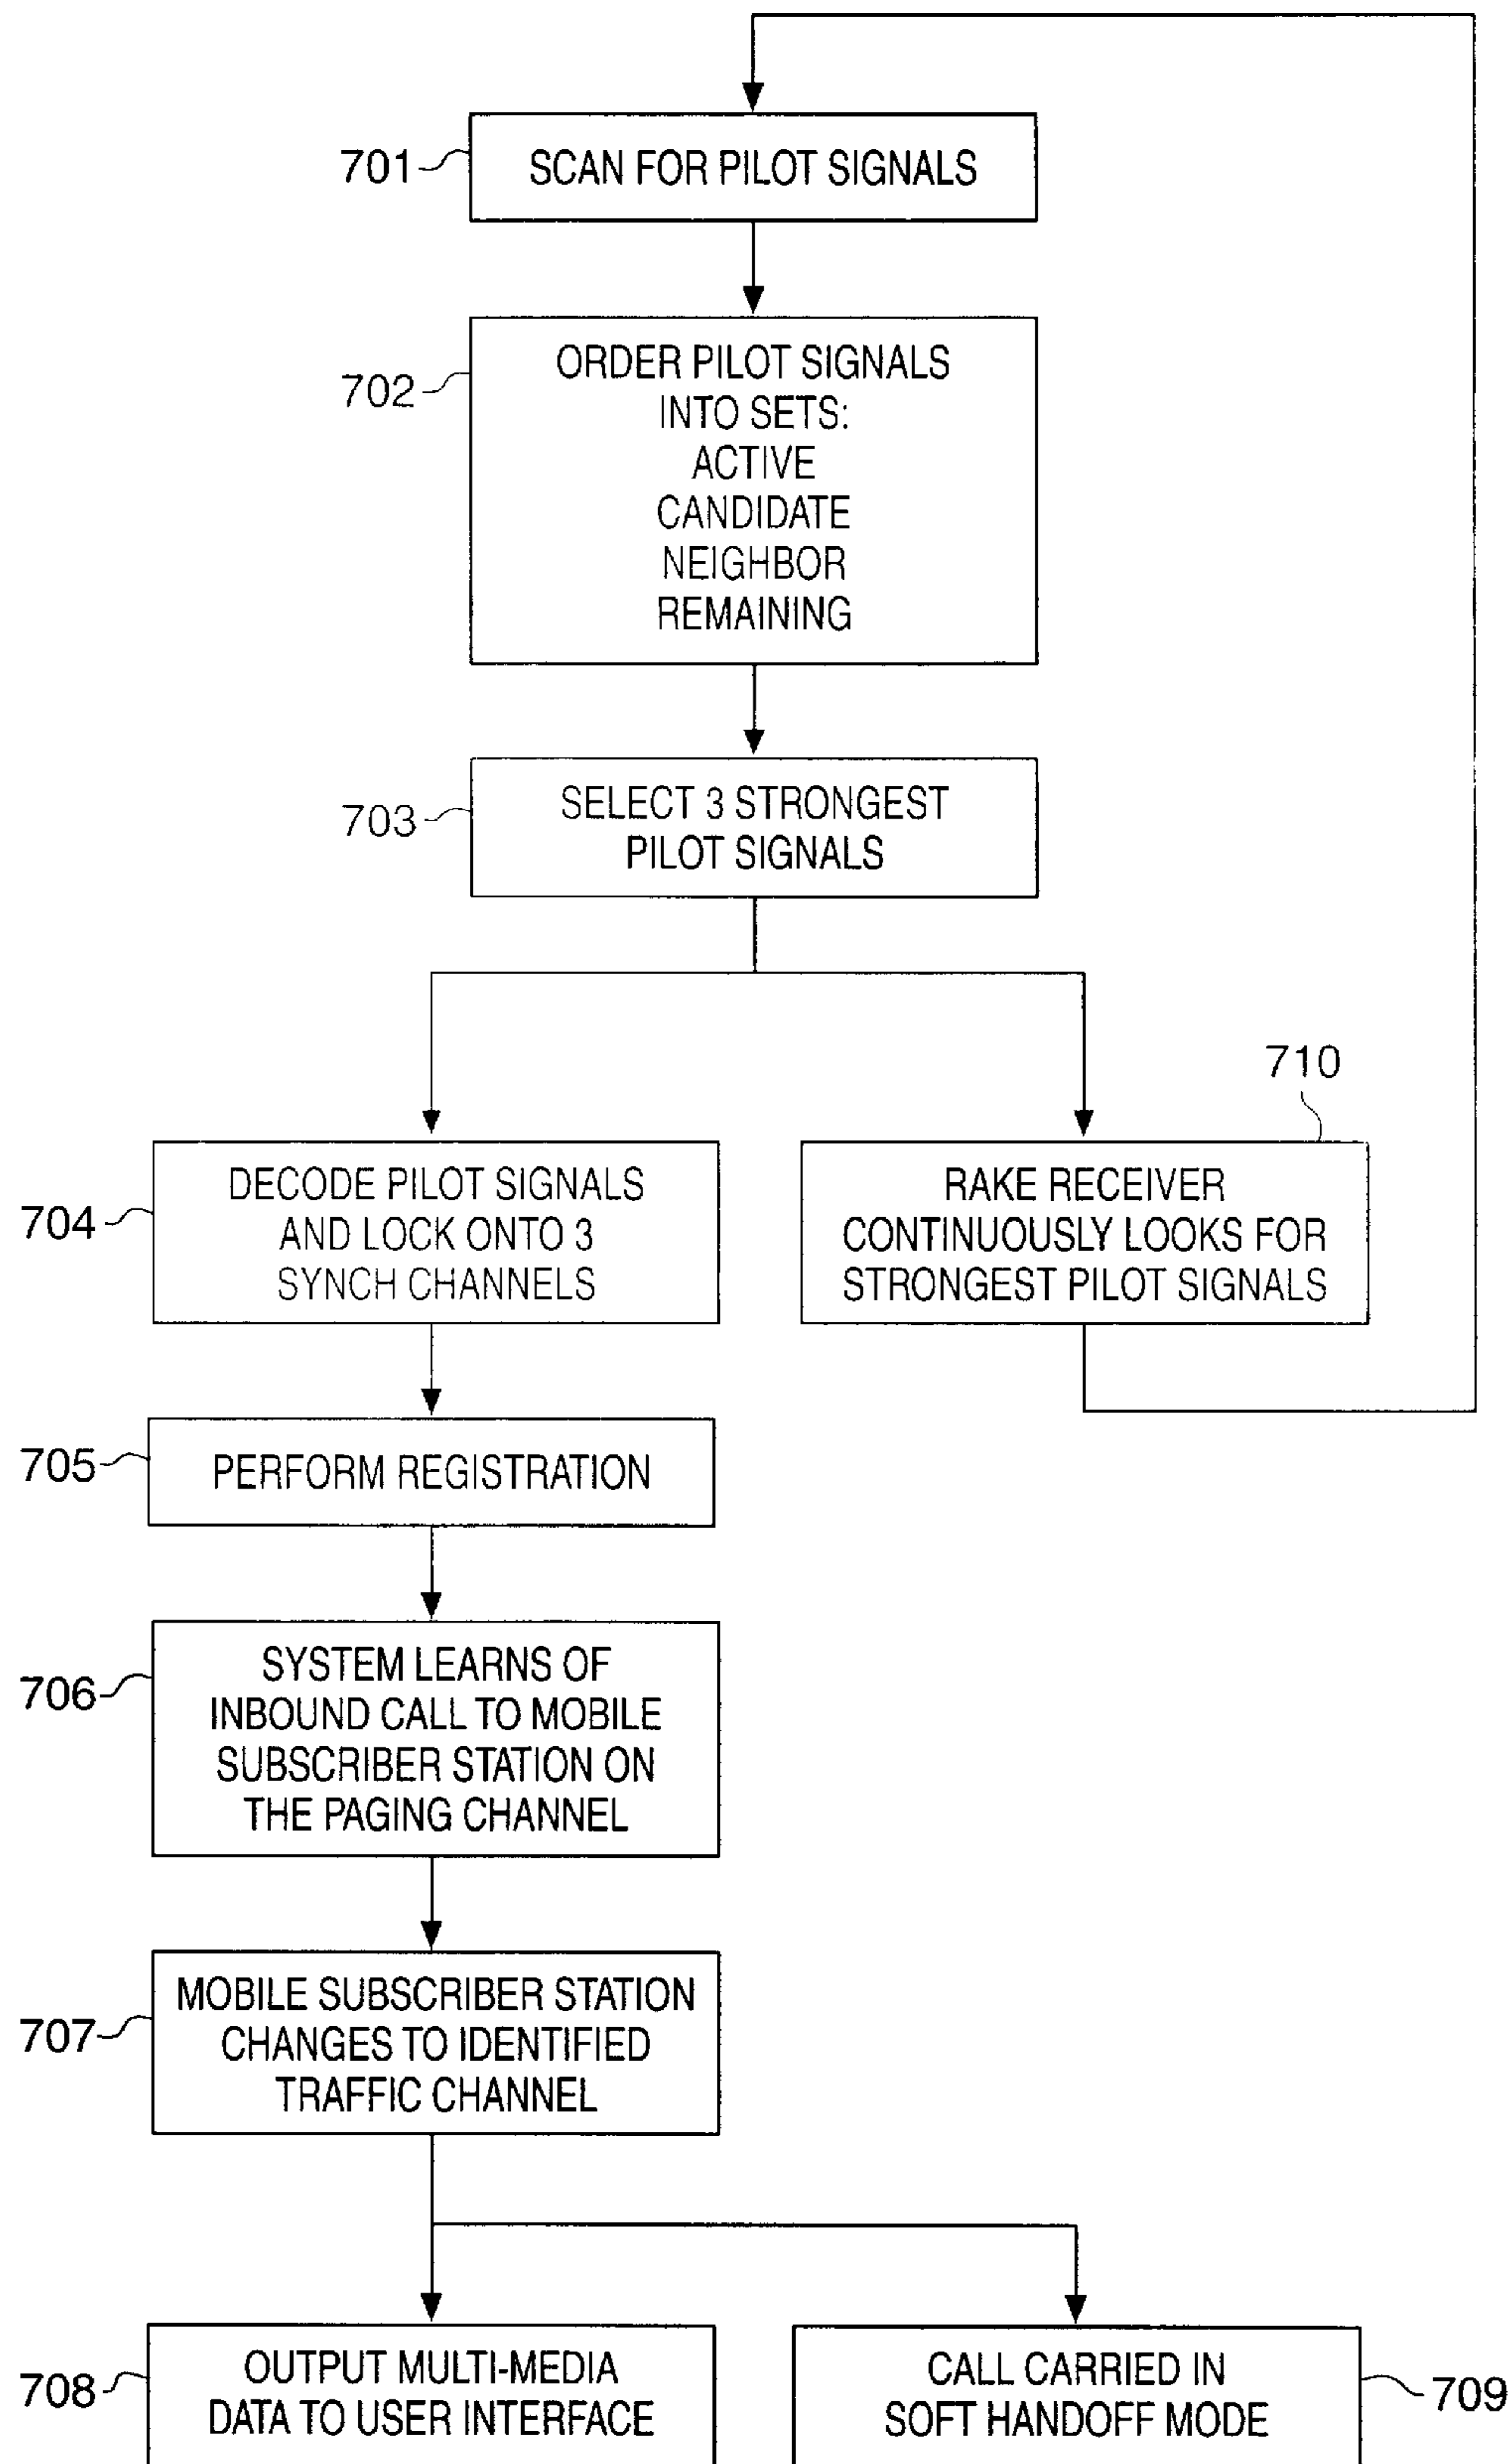 701
SCAN FOR PILOT SIGNALS
702
ORDER PILOT SIGNALS
INTO SETS:
ACTIVE
CANDIDATE
NEIGHBOR
REMAINING
703
SELECT 3 STRONGEST
PILOT SIGNALS
704
DECODE PILOT SIGNALS
AND LOCK ONTO 3
SYNCH CHANNELS
710
RAKE RECEIVER
CONTINUOUSLY LOOKS FOR
STRONGEST PILOT SIGNALS
705
PERFORM REGISTRATION
706
SYSTEM LEARNS OF
INBOUND CALL TO MOBILE
SUBSCRIBER STATION ON
THE PAGING CHANNEL
707
MOBILE SUBSCRIBER STATION
CHANGES TO IDENTIFIED
TRAFFIC CHANNEL
708
OUTPUT MULTI-MEDIA
DATA TO USER INTERFACE
CALL CARRIED IN
SOFT HANDOFF MODE
709